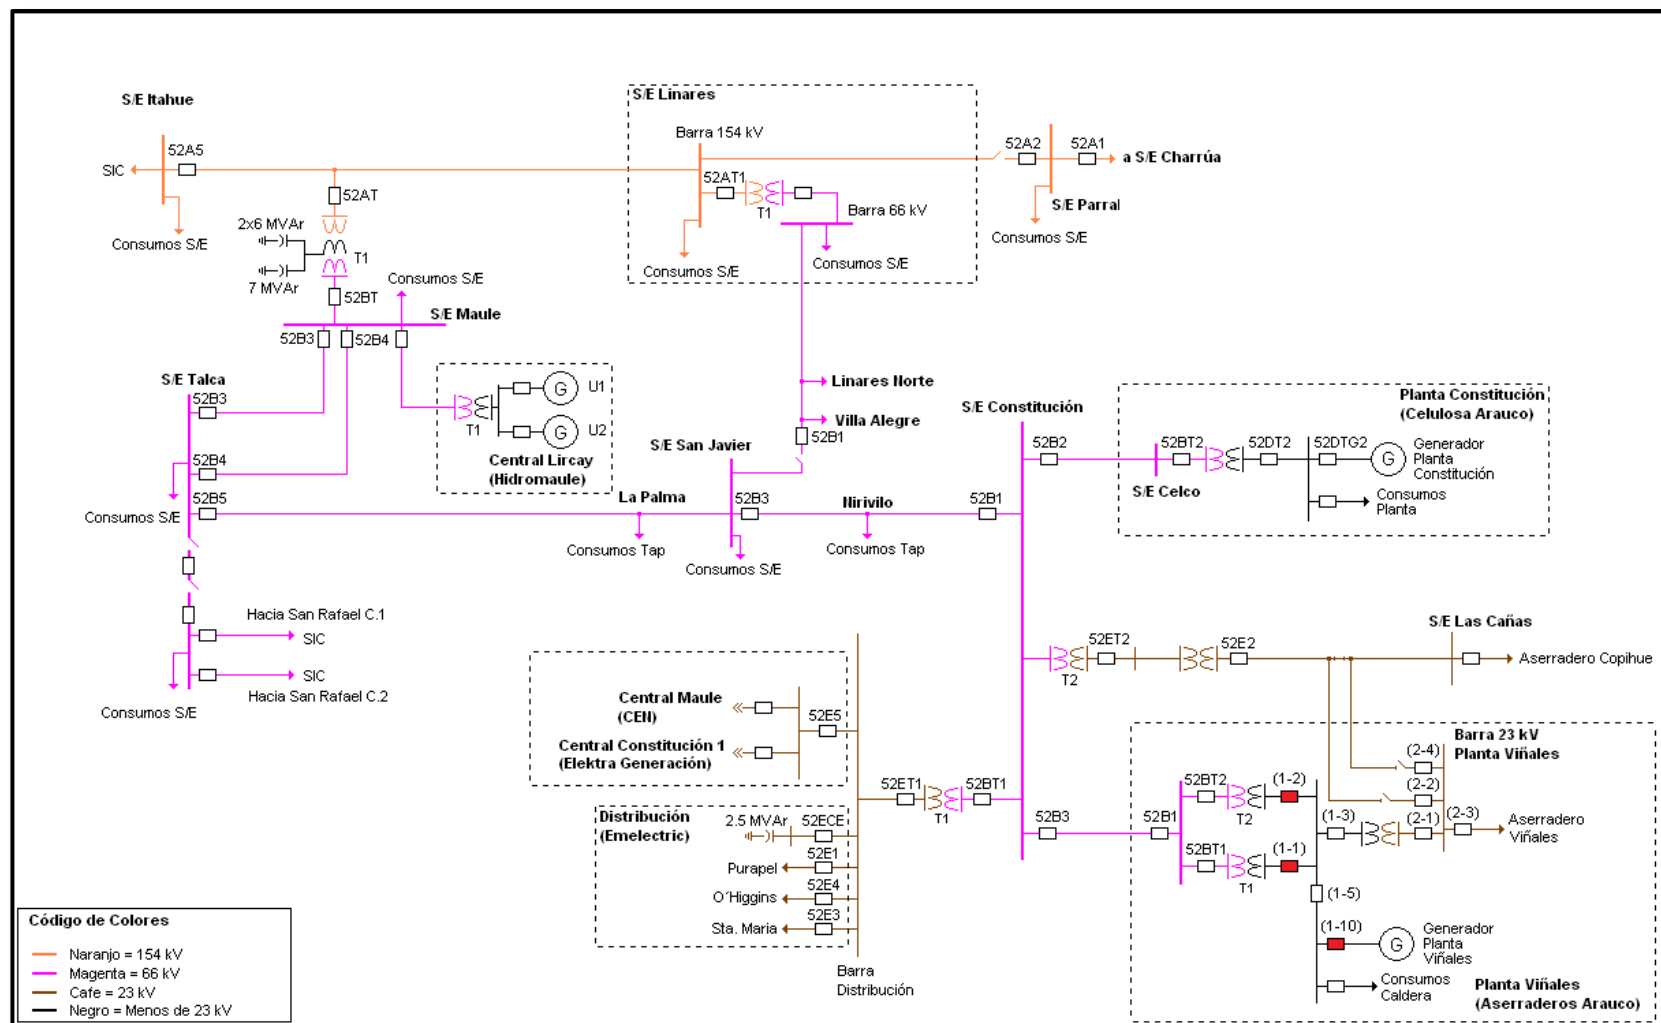 S/E Itahue
52A5
SIC
Consumos S/E
52AT
2x6 MVAr
7 MVAr
T1
52BT
S/E Linares
Barra 154 kV
52AT1
T1
Barra 66 kV
Consumos S/E
Consumos S/E
52A2
52A1
a S/E Charrúa
S/E Parral
Consumos S/E
Consumos S/E
S/E Maule
52B3
52B4
S/E Talca
52B3
52B4
52B5
Consumos S/E
G
U1
G
U2
T1
Central Lircay
(Hidromaule)
Linares Norte
Villa Alegre
52B1
S/E San Javier
La Palma
52B3
Consumos Tap
Consumos S/E
Nirivilo
Consumos Tap
52B1
S/E Constitución
52B2
Planta Constitución
(Celulosa Arauco)
52BT2
52DT2
52DTG2
G
Generador
Planta
Constitución
Consumos
Planta
S/E Celco
Hacia San Rafael C.1
SIC
SIC
Hacia San Rafael C.2
Consumos S/E
Central Maule
(CEN)
Central Constitución 1
(Elektra Generación)
52E5
52ET2
T2
52E2
S/E Las Cañas
Aserradero Copihue
52ET1
T1
52BT1
52B3
Distribución
(Emelectric)
2.5 MVAr
52ECE
Purapel
52E1
O´Higgins
52E4
Sta. Maria
52E3
Barra
Distribución
Barra 23 kV
Planta Viñales
(2-4)
(2-2)
52B1
52BT2
T2
(1-2)
(1-3)
(2-1)
(2-3)
Aserradero
Viñales
52BT1
T1
(1-1)
(1-5)
(1-10)
G
Generador
Planta
Viñales
Consumos
Caldera
Planta Viñales
(Aserraderos Arauco)
Código de Colores
Naranjo = 154 kV
Magenta = 66 kV
Cafe = 23 kV
Negro = Menos de 23 kV